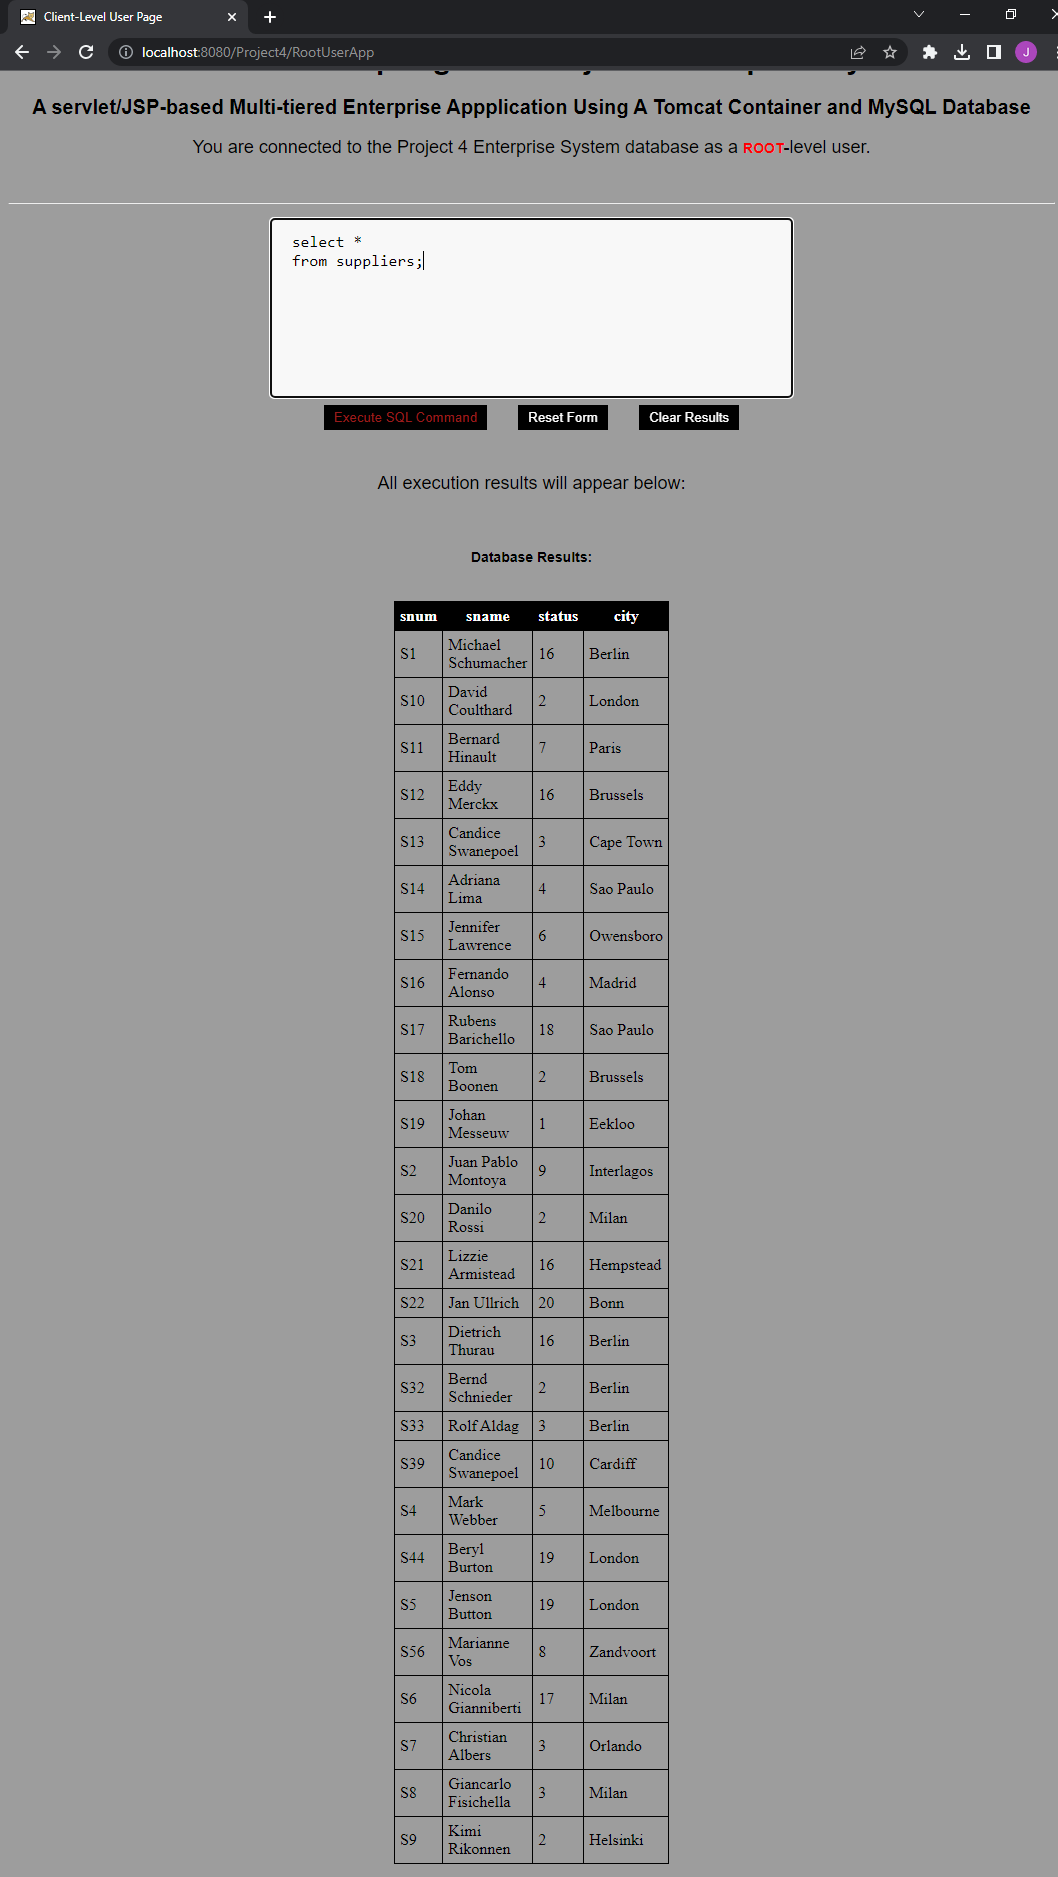 Client-Level User Page
localhost:8080/Project4/RootUserApp
J
A servlet/JSP-based Multi-tiered Enterprise Appplication Using A Tomcat Container and MySQL Database
You are connected to the Project 4 Enterprise System database as a ROOT-level user.
select *
from suppliers;
Execute SQL Command Reset Form Clear Results
All execution results will appear below:
Database Results:
snum sname status city
S1 Michael Schumacher 16 Berlin
S10 David Coulthard 2 London
S11 Bernard Hinault 7 Paris
S12 Eddy Merckx 16 Brussels
S13 Candice Swanepoel 3 Cape Town
S14 Adriana Lima 4 Sao Paulo
S15 Jennifer Lawrence 6 Owensboro
S16 Fernando Alonso 4 Madrid
S17 Rubens Barichello 18 Sao Paulo
S18 Tom Boonen 2 Brussels
S19 Johan Messeuw 1 Eekloo
S2 Juan Pablo Montoya 9 Interlagos
S20 Danilo Rossi 2 Milan
S21 Lizzie Armistead 16 Hempstead
S22 Jan Ullrich 20 Bonn
S3 Dietrich Thurau 16 Berlin
S32 Bernd Schnieder 2 Berlin
S33 Rolf Aldag 3 Berlin
S39 Candice Swanepoel 10 Cardiff
S4 Mark Webber 5 Melbourne
S44 Beryl Burton 19 London
S5 Jenson Button 19 London
S56 Marianne Vos 8 Zandvoort
S6 Nicola Gianniberti 17 Milan
S7 Christian Albers 3 Orlando
S8 Giancarlo Fisichella 3 Milan
S9 Kimi Rikonnen 2 Helsinki